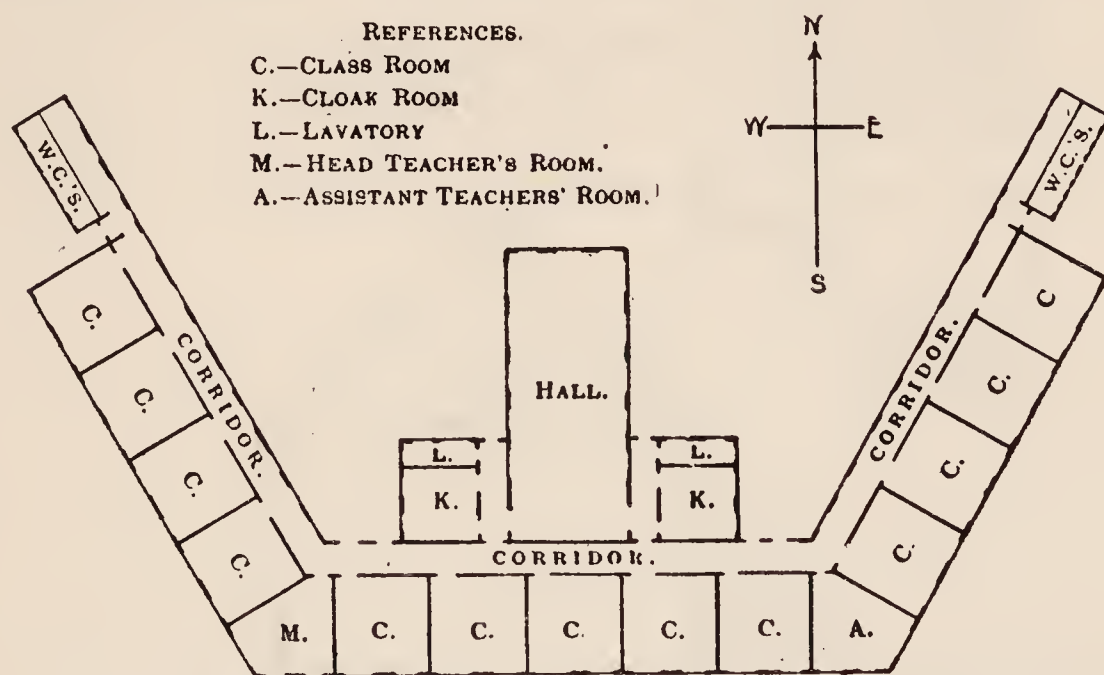 REFERENCES.
C.—CLASS ROOM
K.—CLOAK ROOM
L.—LAVATORY
M.—HEAD TEACHER'S ROOM.
A.—ASSISTANT TEACHERS' ROOM.
N
W
E
S
W.C.'S.
W.C.'S.
C.
C.
C.
C.
CORRIDOR.
HALL.
L.
K.
L.
K.
CORRIDOR.
C
C.
C.
C.
CORRIDOR.
M.
C.
C.
C.
C.
C.
A.